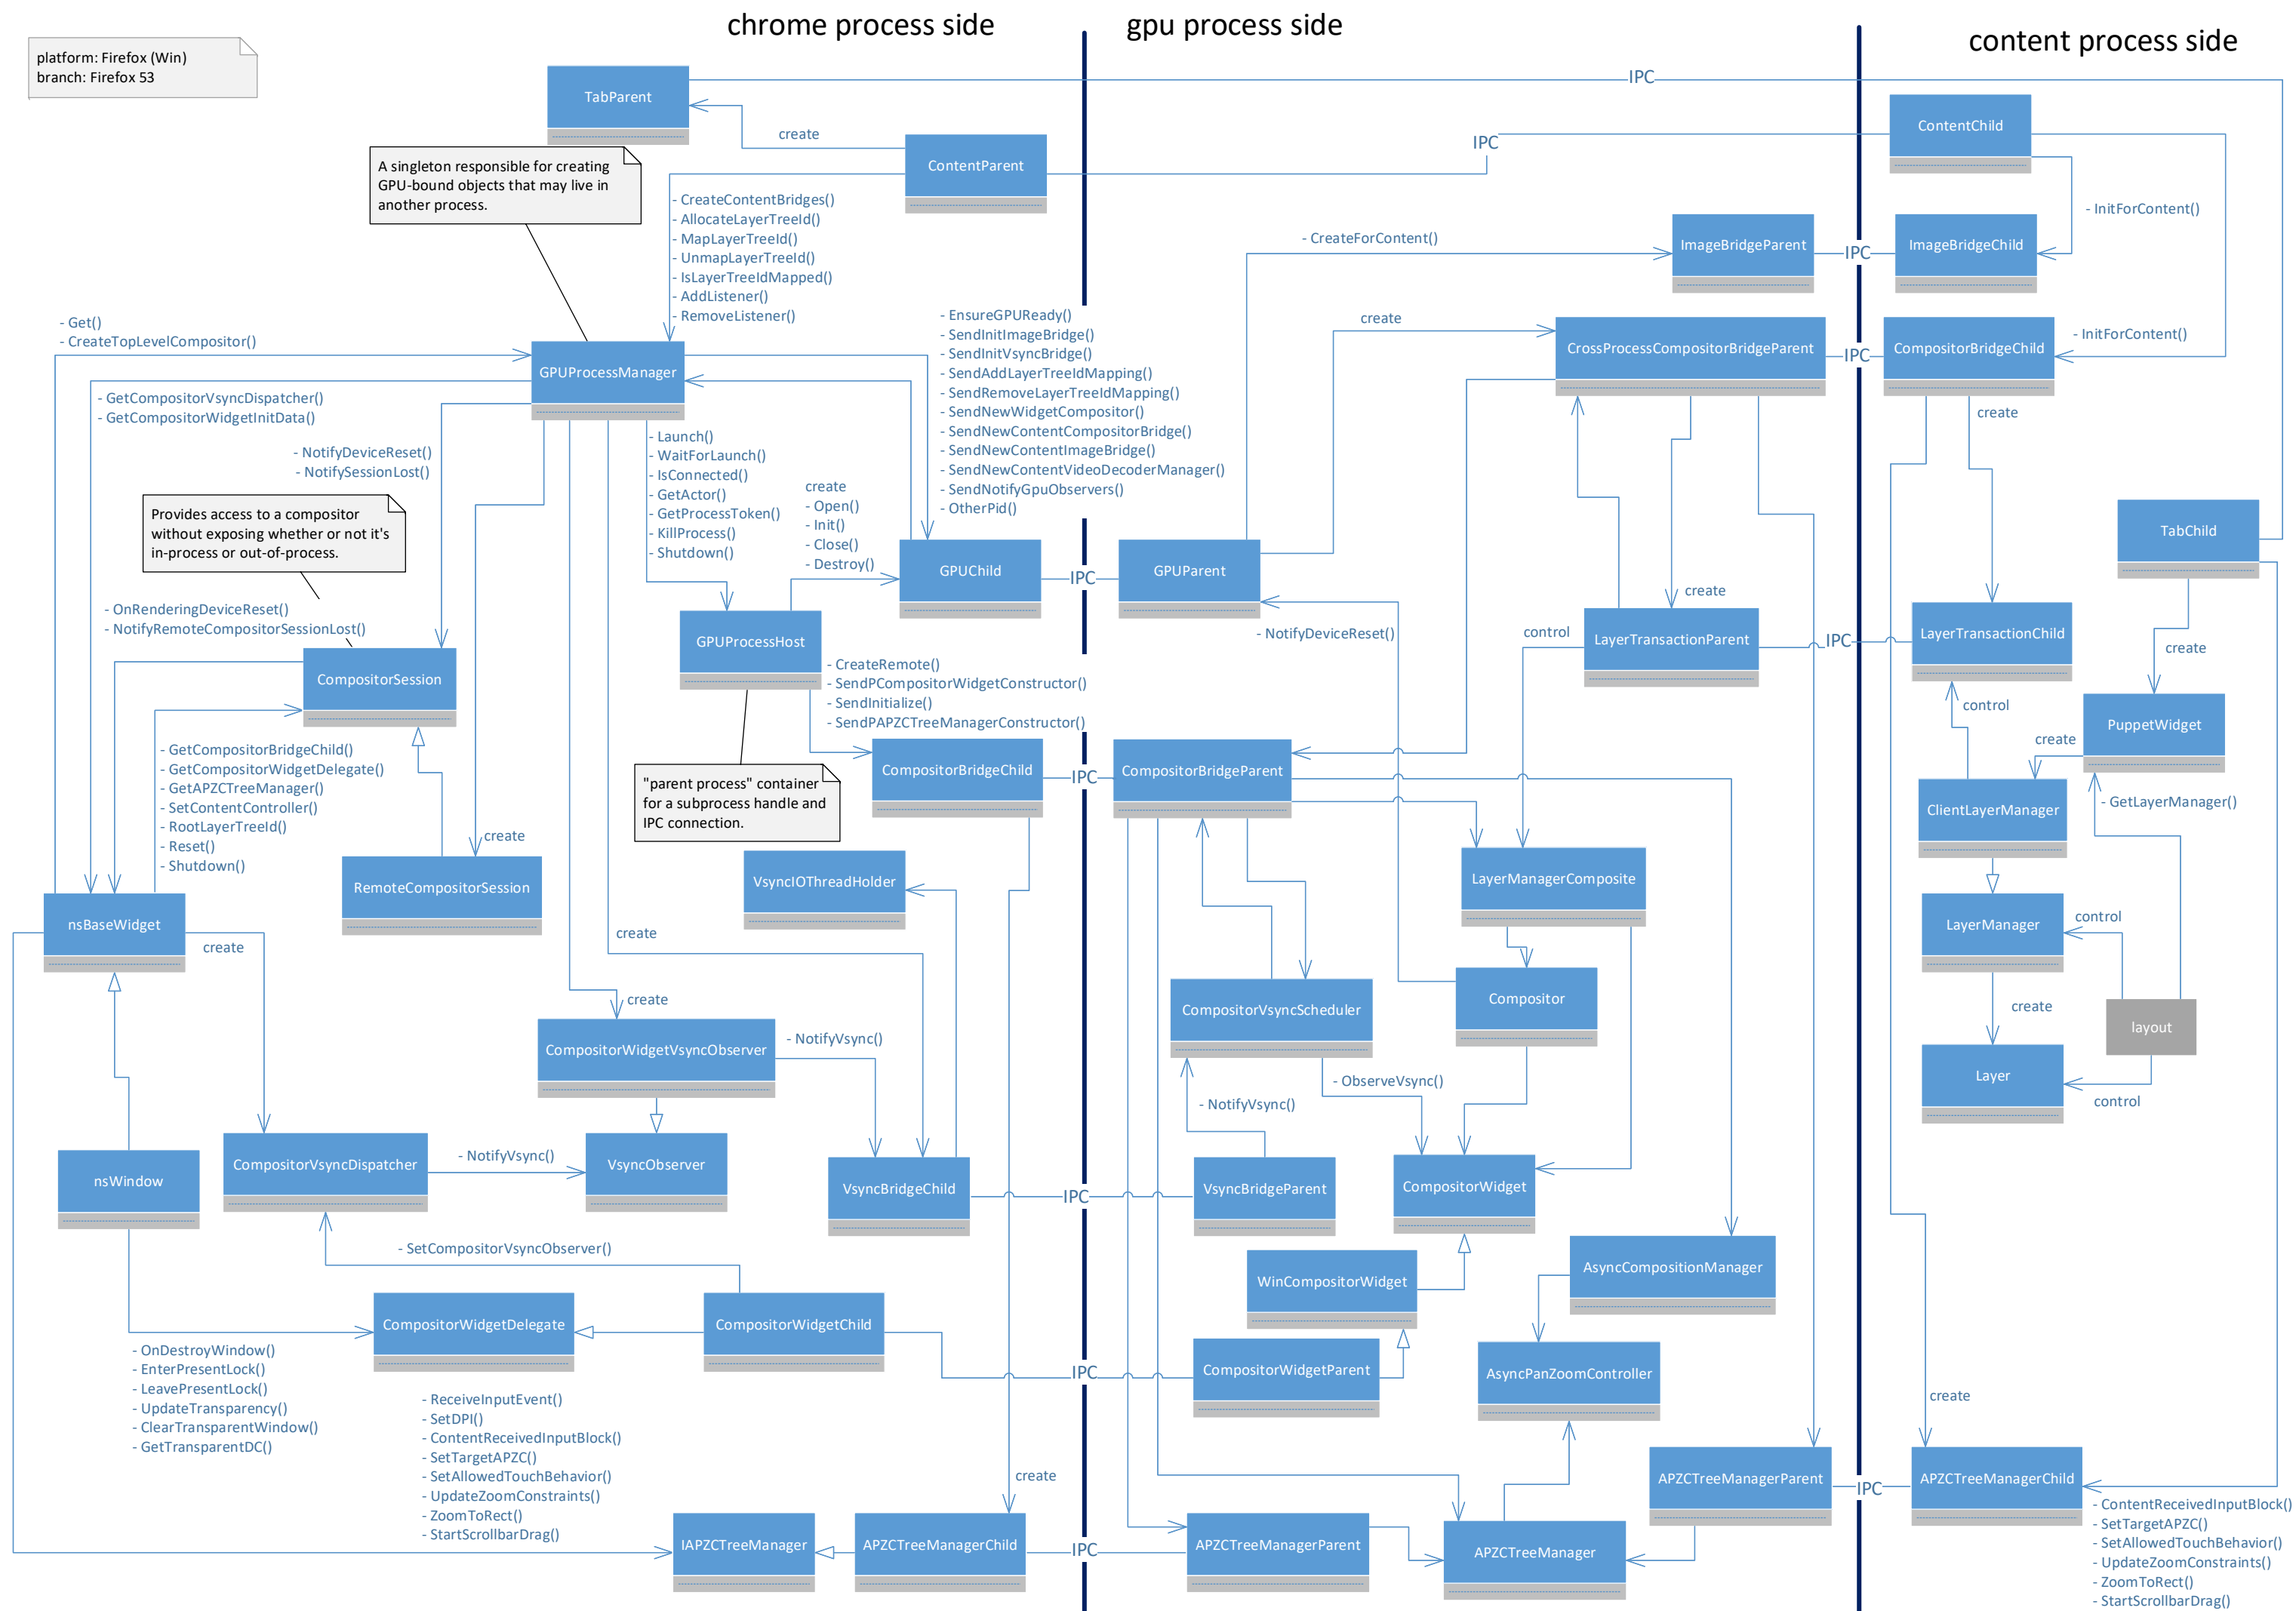 chrome process side
gpu process side
content process side
platform: Firefox (Win)
branch: Firefox 53
TabParent
IPC
create
ContentParent
IPC
ContentChild
A singleton responsible for creating
GPU-bound objects that may live in
another process.
- CreateContentBridges()
- AllocateLayerTreeId()
- MapLayerTreeId()
- UnmapLayerTreeId()
- IsLayerTreeIdMapped()
- AddListener()
- RemoveListener()
- InitForContent()
- CreateForContent()
ImageBridgeParent
IPC
ImageBridgeChild
- Get()
- CreateTopLevelCompositor()
GPUProcessManager
- EnsureGPUReady()
- SendInitImageBridge()
- SendInitVsyncBridge()
- SendAddLayerTreeIdMapping()
- SendRemoveLayerTreeIdMapping()
- SendNewWidgetCompositor()
- SendNewContentCompositorBridge()
- SendNewContentImageBridge()
- SendNewContentVideoDecoderManager()
- SendNotifyGpuObservers()
- OtherPid()
create
CrossProcessCompositorBridgeParent
IPC
CompositorBridgeChild
- InitForContent()
create
- GetCompositorVsyncDispatcher()
- GetCompositorWidgetInitData()
- NotifyDeviceReset()
- NotifySessionLost()
- Launch()
- WaitForLaunch()
- IsConnected()
- GetActor()
- GetProcessToken()
- KillProcess()
- Shutdown()
create
- Open()
- Init()
- Close()
- Destroy()
Provides access to a compositor
without exposing whether or not it's
in-process or out-of-process.
GPUChild
IPC
GPUParent
TabChild
- OnRenderingDeviceReset()
- NotifyRemoteCompositorSessionLost()
GPUProcessHost
- NotifyDeviceReset()
create
control
LayerTransactionParent
IPC
LayerTransactionChild
create
CompositorSession
- CreateRemote()
- SendPCompositorWidgetConstructor()
- SendInitialize()
- SendPAPZCTreeManagerConstructor()
control
PuppetWidget
create
- GetCompositorBridgeChild()
- GetCompositorWidgetDelegate()
- GetAPZCTreeManager()
- SetContentController()
- RootLayerTreeId()
- Reset()
- Shutdown()
"parent process" container
for a subprocess handle and
IPC connection.
CompositorBridgeChild
IPC
CompositorBridgeParent
ClientLayerManager
- GetLayerManager()
create
RemoteCompositorSession
VsyncIOThreadHolder
LayerManagerComposite
nsBaseWidget
create
create
LayerManager
control
CompositorVsyncScheduler
Compositor
create
layout
create
CompositorWidgetVsyncObserver
- NotifyVsync()
- ObserveVsync()
- NotifyVsync()
Layer
control
nsWindow
CompositorVsyncDispatcher
- NotifyVsync()
VsyncObserver
VsyncBridgeChild
IPC
VsyncBridgeParent
CompositorWidget
- SetCompositorVsyncObserver()
WinCompositorWidget
AsyncCompositionManager
CompositorWidgetDelegate
CompositorWidgetChild
IPC
CompositorWidgetParent
AsyncPanZoomController
- OnDestroyWindow()
- EnterPresentLock()
- LeavePresentLock()
- UpdateTransparency()
- ClearTransparentWindow()
- GetTransparentDC()
- ReceiveInputEvent()
- SetDPI()
- ContentReceivedInputBlock()
- SetTargetAPZC()
- SetAllowedTouchBehavior()
- UpdateZoomConstraints()
- ZoomToRect()
- StartScrollbarDrag()
create
create
APZCTreeManagerParent
IPC
APZCTreeManagerChild
IAPZCTreeManager
APZCTreeManagerChild
IPC
APZCTreeManagerParent
APZCTreeManager
- ContentReceivedInputBlock()
- SetTargetAPZC()
- SetAllowedTouchBehavior()
- UpdateZoomConstraints()
- ZoomToRect()
- StartScrollbarDrag()